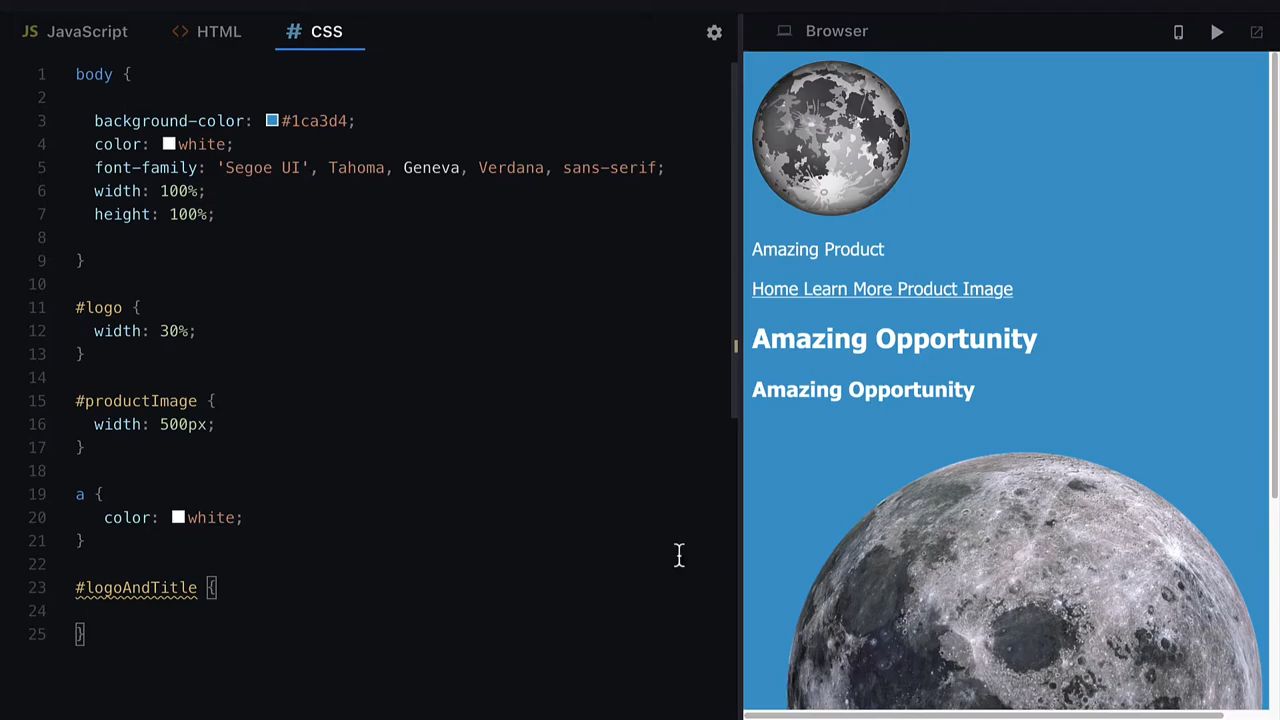 JS JavaScript
<> HTML
# CSS
Browser
1 body {
2
3 background-color: #1ca3d4;
4 color: white;
5 font-family: 'Segoe UI', Tahoma, Geneva, Verdana, sans-serif;
6 width: 100%;
7 height: 100%;
8
9 }
10
11 #logo {
12 width: 30%;
13 }
14
15 #productImage {
16 width: 500px;
17 }
18
19 a {
20 color: white;
21 }
22
23 #logoAndTitle {
24
25 }
Amazing Product
Home Learn More Product Image
Amazing Opportunity
Amazing Opportunity